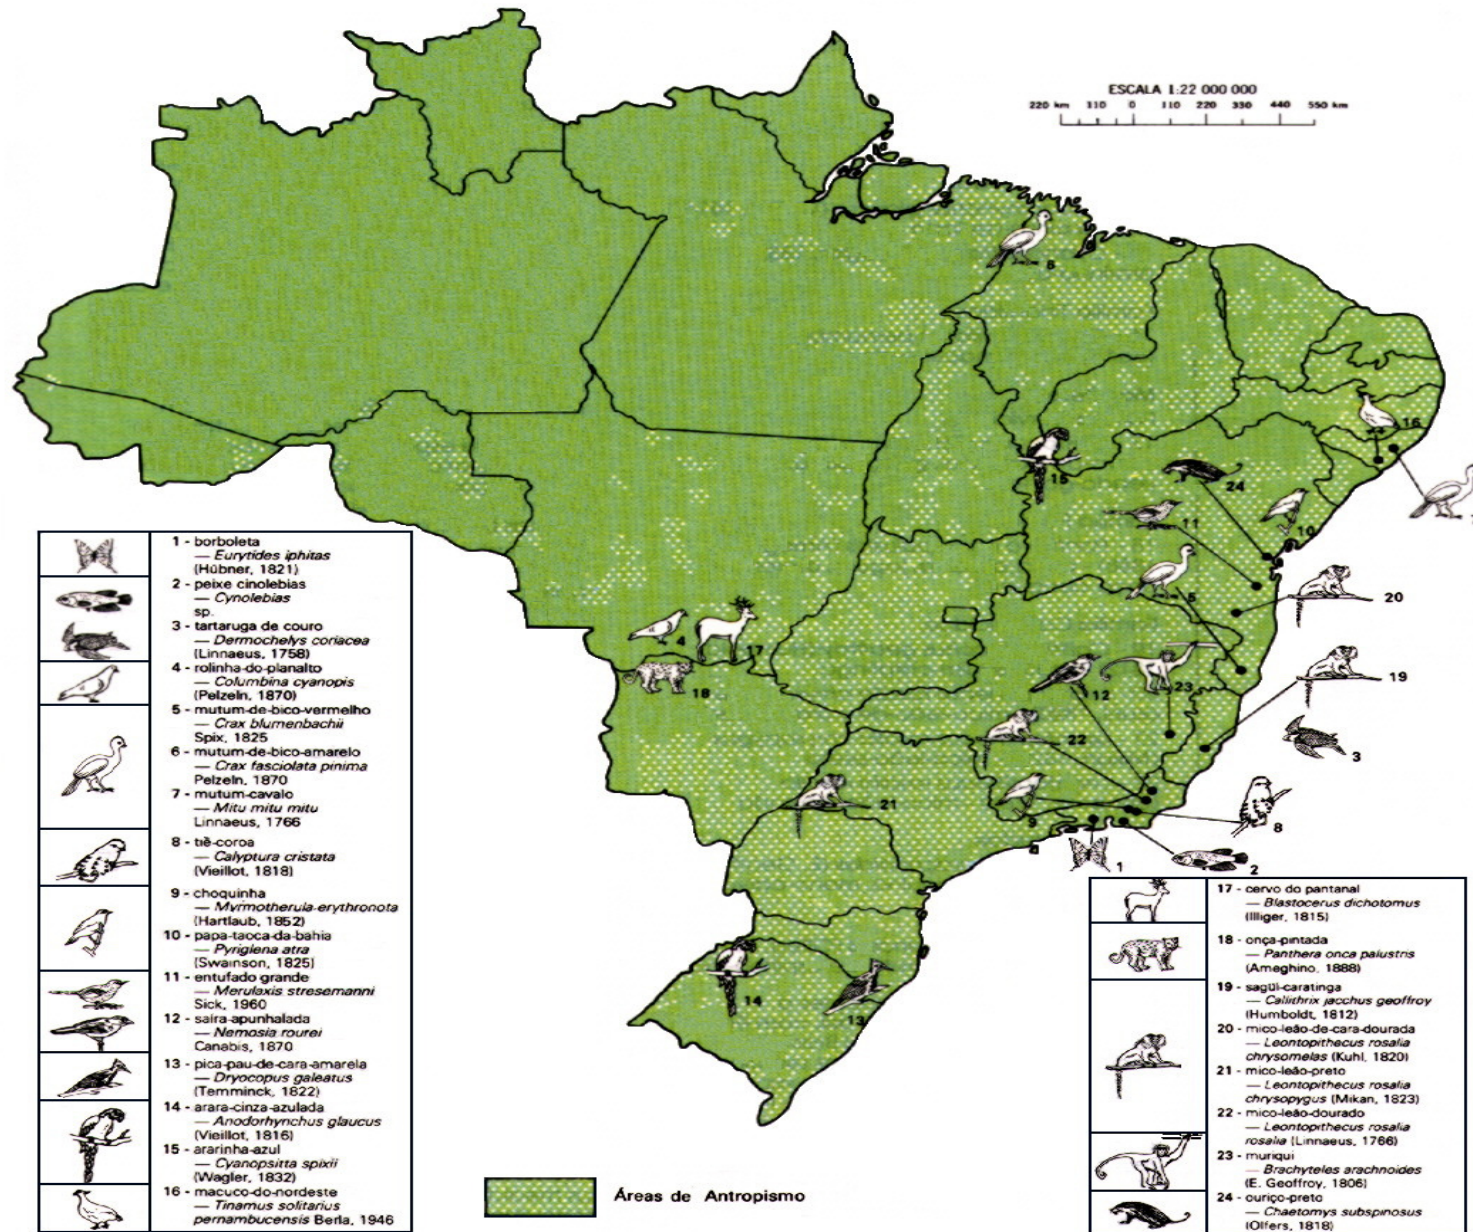 ESCALA 1:22 000 000
220 km 110 0 110 220 330 440 550 km
6
16
15
24
11
10
7
5
20
4
17
18
12
23
19
22
3
21
9
8
1
2
14
13
1 - borboleta
— Eurytides iphitas
(Hübner, 1821)
2 - peixe cinolebias
— Cynolebias
sp.
3 - tartaruga de couro
— Dermochelys coriacea
(Linnaeus, 1758)
4 - rolinha-do-planalto
— Columbina cyanopis
(Pelzeln, 1870)
5 - mutum-de-bico-vermelho
— Crax blumenbachii
Spix, 1825
6 - mutum-de-bico-amarelo
— Crax fasciolata pinima
Pelzeln, 1870
7 - mutum-cavalo
— Mitu mitu mitu
Linnaeus, 1766
8 - tiê-coroa
— Calyptura cristata
(Vieillot, 1818)
9 - choquinha
— Myrmotherula-erythronota
(Hartlaub, 1852)
10 - papa-taoca-da-bahia
— Pyriglena atra
(Swainson, 1825)
11 - entufado grande
— Merulaxis stresemanni
Sick, 1960
12 - saíra-apunhalada
— Nemosia rourei
Canabis, 1870
13 - pica-pau-de-cara-amarela
— Dryocopus galeatus
(Temminck, 1822)
14 - arara-cinza-azulada
— Anodorhynchus glaucus
(Vieillot, 1816)
15 - ararinha-azul
— Cyanopsitta spixii
(Wagler, 1832)
16 - macuco-do-nordeste
— Tinamus solitarius
pernambucensis Berla, 1946
Áreas de Antropismo
17 - cervo do pantanal
— Blastocerus dichotomus
(Illiger, 1815)
18 - onça-pintada
— Panthera onca palustris
(Ameghino, 1888)
19 - sagüi-caratinga
— Callithrix jacchus geoffroy
(Humboldt, 1812)
20 - mico-leão-de-cara-dourada
— Leontopithecus rosalia
chrysomelas (Kuhl, 1820)
21 - mico-leão-preto
— Leontopithecus rosalia
chrysopygus (Mikan, 1823)
22 - mico-leão-dourado
— Leontopithecus rosalia
rosalia (Linnaeus, 1766)
23 - muriqui
— Brachyteles arachnoides
(E. Geoffroy, 1806)
24 - ouriço-preto
— Chaetomys subspinosus
(Olfers, 1818)